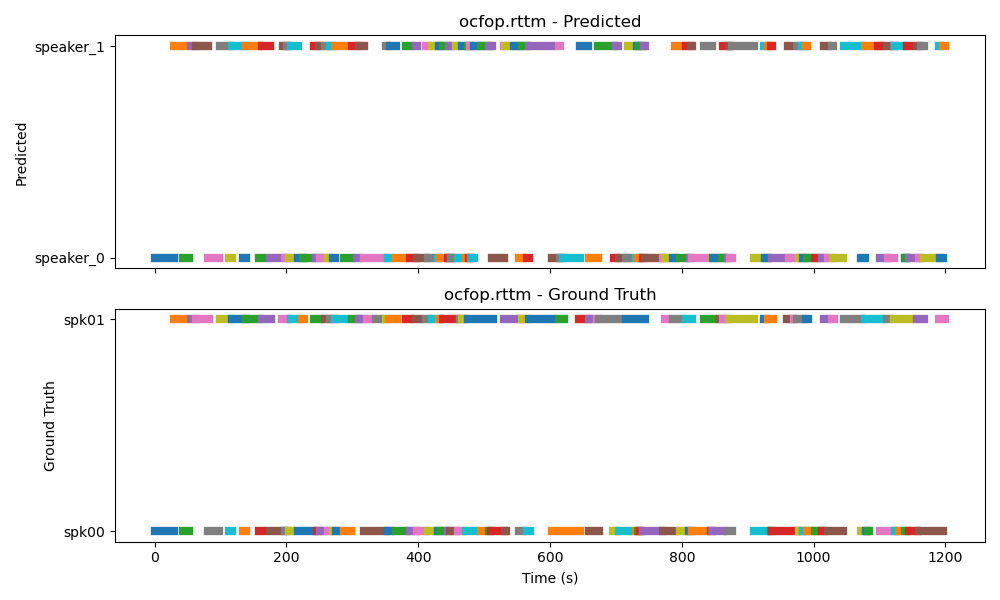 ocfop.rttm - Predicted
speaker_1
Predicted
speaker_0
ocfop.rttm - Ground Truth
spk01
Ground Truth
spk00
0 200 400 600 800 1000 1200
Time (s)